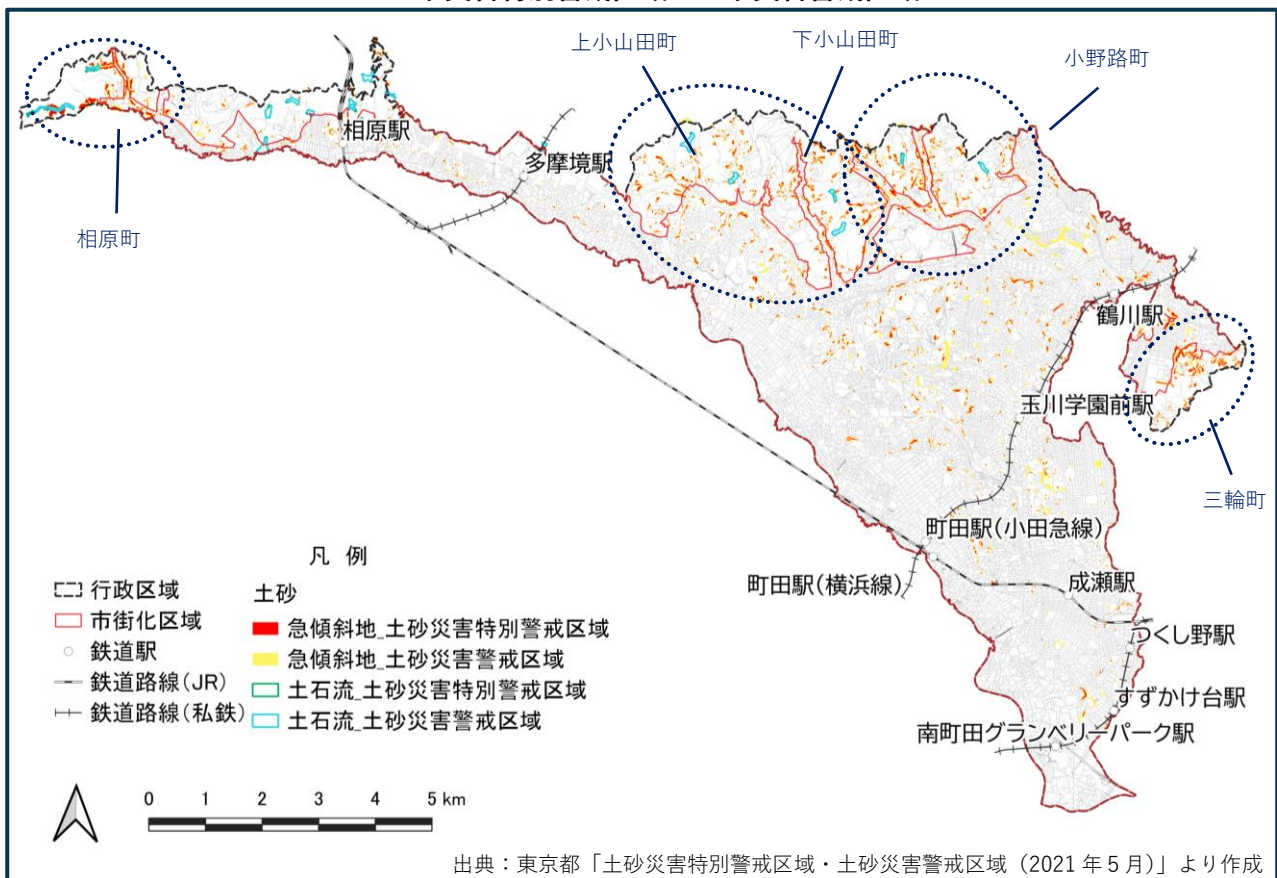 上小山田町
下小山田町
小野路町
相原駅
多摩境駅
相原町
鶴川駅
玉川学園前駅
三輪町
町田駅(小田急線)
町田駅(横浜線)
成瀬駅
つくし野駅
すずかけ台駅
南町田グランベリーパーク駅
凡 例
行政区域
市街化区域
鉄道駅
鉄道路線(JR)
鉄道路線(私鉄)
土砂
急傾斜地_土砂災害特別警戒区域
急傾斜地_土砂災害警戒区域
土石流_土砂災害特別警戒区域
土石流_土砂災害警戒区域
0 1 2 3 4 5 km
出典：東京都「土砂災害特別警戒区域・土砂災害警戒区域 (2021 年 5 月)」より作成